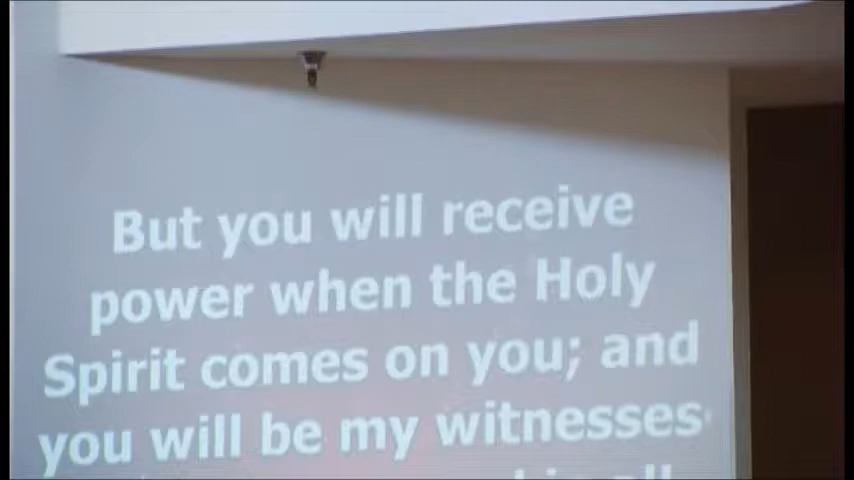 But you will receive
power when the Holy
Spirit comes on you; and
you will be my witnesses